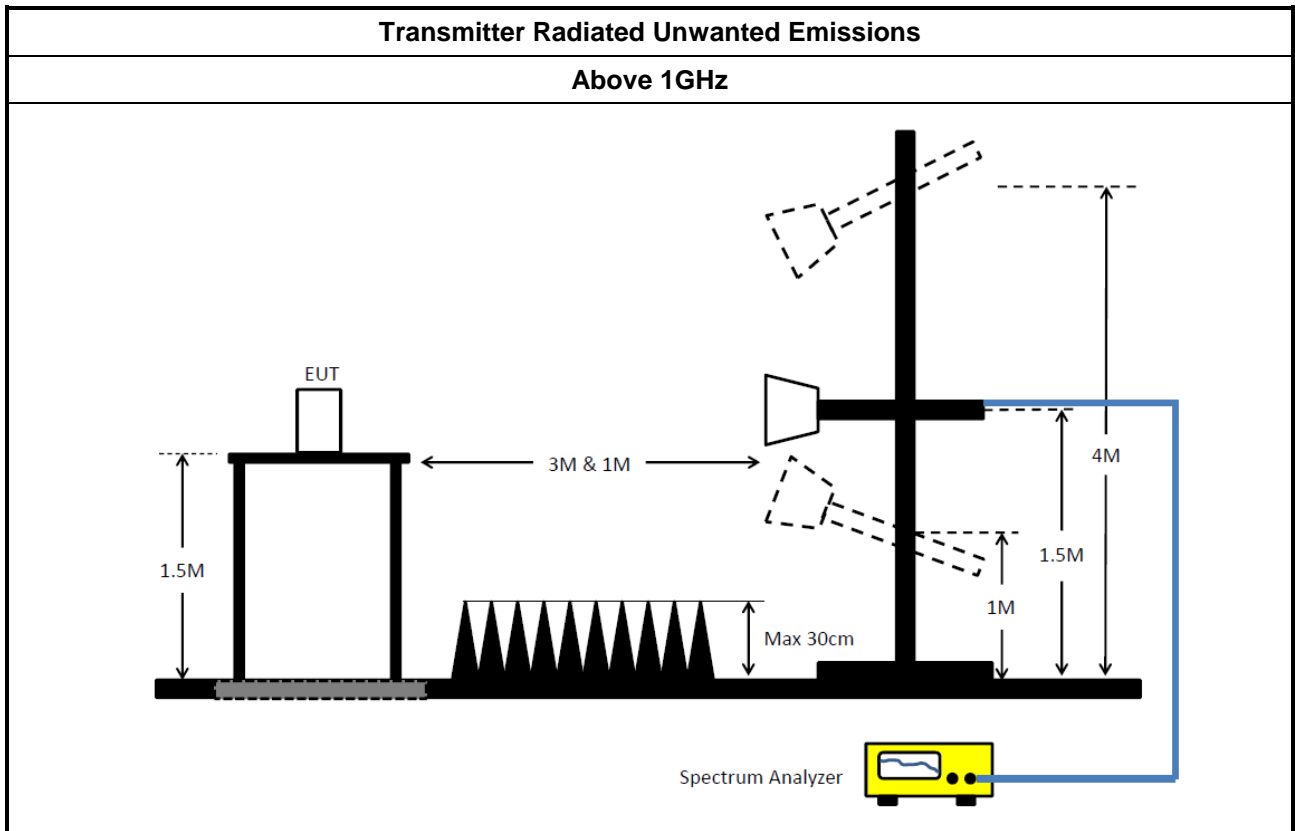 Transmitter Radiated Unwanted Emissions
Above 1GHz
EUT
3M & 1M
4M
1.5M
1.5M
1M
Max 30cm
Spectrum Analyzer